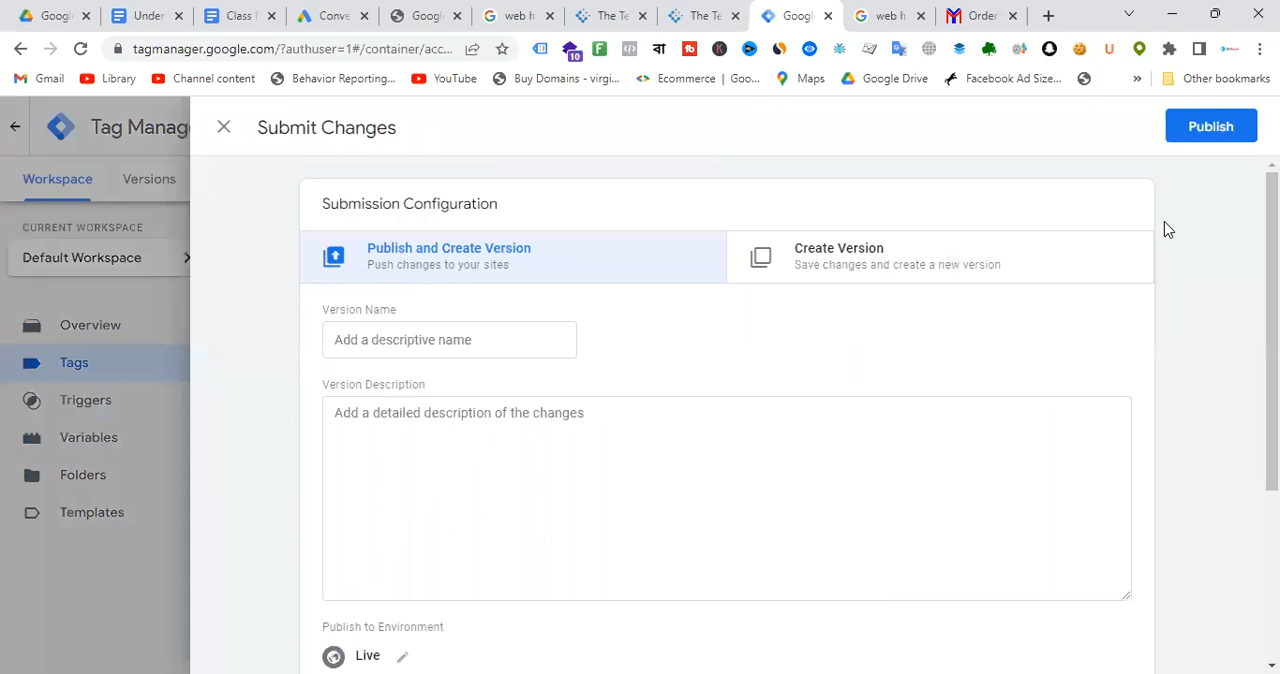 Googl
Under
Class f
Conve
Googl
web h
The Te
The Te
Googl
web h
Order
tagmanager.google.com/?authuser=1#/container/acc...
10
বা
Gmail
Library
Channel content
Behavior Reporting...
YouTube
Buy Domains - virgi...
Ecommerce | Goo...
Maps
Google Drive
Facebook Ad Size...
»
Other bookmarks
Tag Manag
Submit Changes
Publish
Workspace
Versions
Submission Configuration
CURRENT WORKSPACE
Default Workspace
Publish and Create Version
Push changes to your sites
Create Version
Save changes and create a new version
Version Name
Add a descriptive name
Overview
Tags
Triggers
Variables
Folders
Templates
Version Description
Add a detailed description of the changes
Publish to Environment
Live